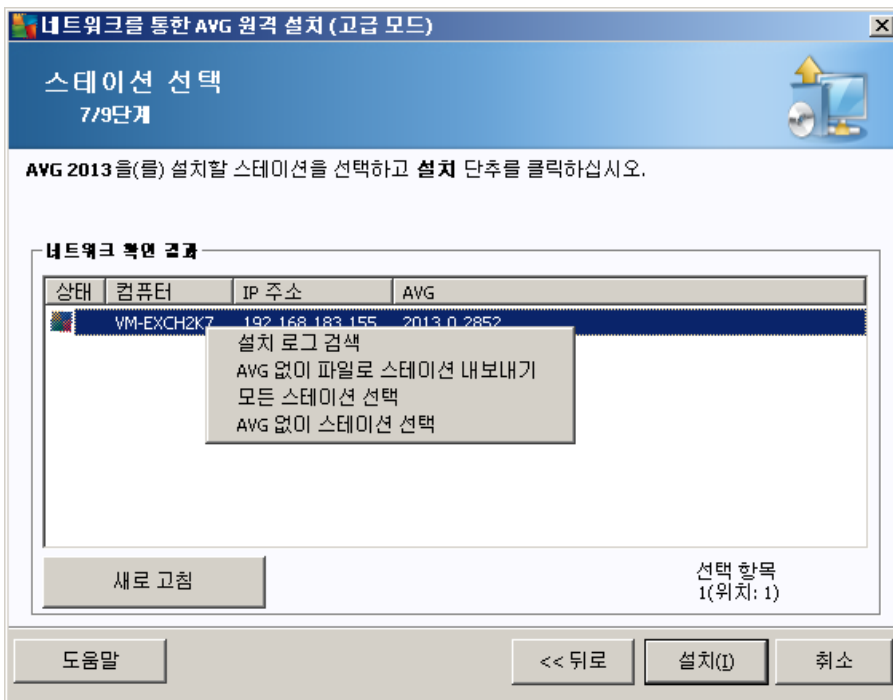 네트워크를 통한 AVG 원격 설치 (고급 모드)
스테이션 선택
7/9단계
AVG 2013을(를) 설치할 스테이션을 선택하고 설치 단추를 클릭하십시오.
네트워크 확인 결과
상태 컴퓨터 IP 주소 AVG
VM-EXCH2K7 192.168.183.155 2013.0.2852
설치 로그 검색
AVG 없이 파일로 스테이션 내보내기
모든 스테이션 선택
AVG 없이 스테이션 선택
새로 고침
선택 항목
1(위치: 1)
도움말
<< 뒤로
설치(I)
취소